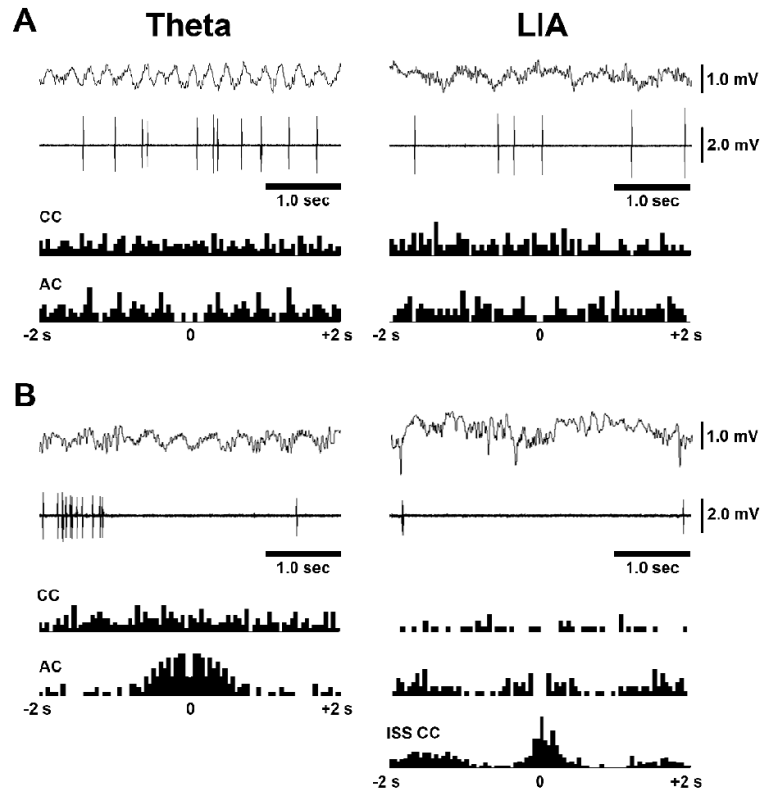 A
Theta
LIA
1.0 mV
2.0 mV
1.0 sec
1.0 sec
CC
AC
-2 s
0
+2 s
-2 s
0
+2 s
B
1.0 mV
2.0 mV
1.0 sec
1.0 sec
CC
AC
-2 s
0
+2 s
ISS CC
-2 s
0
+2 s